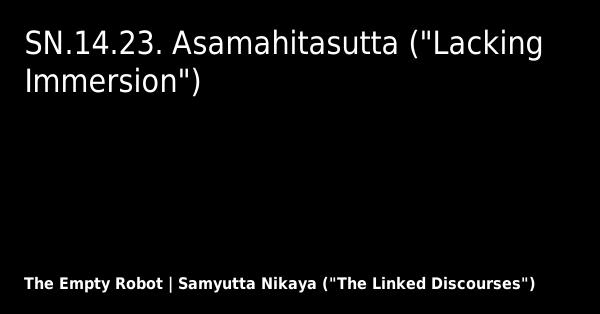 SN.14.23. Asamahitasutta ("Lacking
Immersion")
The Empty Robot | Samyutta Nikaya ("The Linked Discourses")